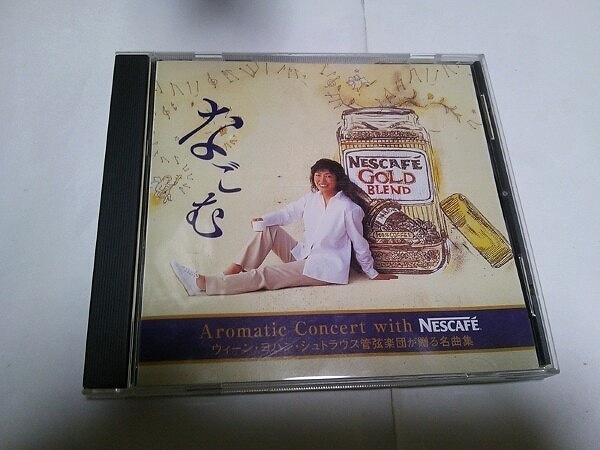 なごむ
NESCAFÉ
GOLD
BLEND
Aromatic Concert with NESCAFÉ
ウィーン・ヨハン・シュトラウス管弦楽団が贈る名曲集